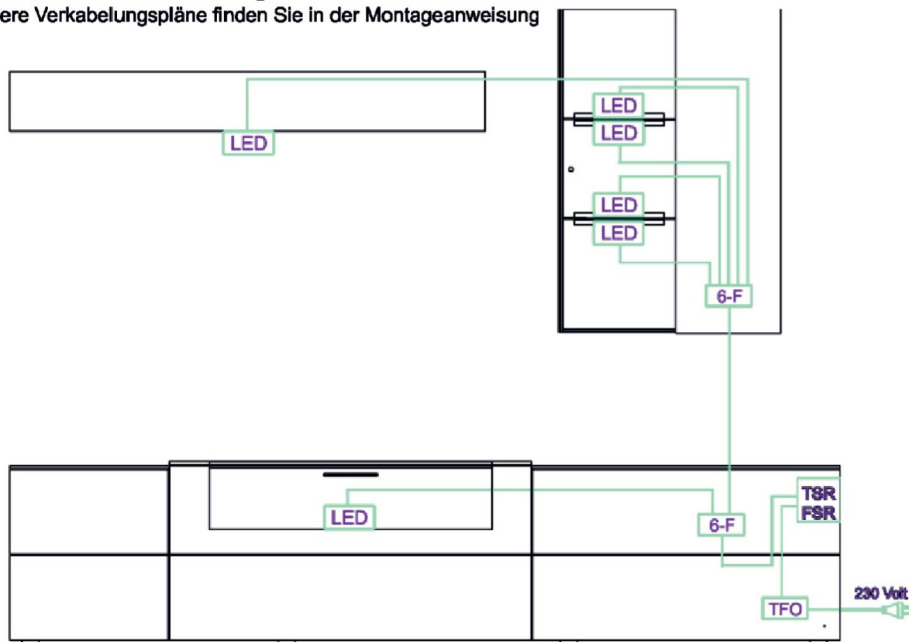 ere Verkabelungspläne finden Sie in der Montageanweisung
LED
LED
LED
LED
LED
6-F
LED
6-F
TSR
FSR
TFO
230 Volt